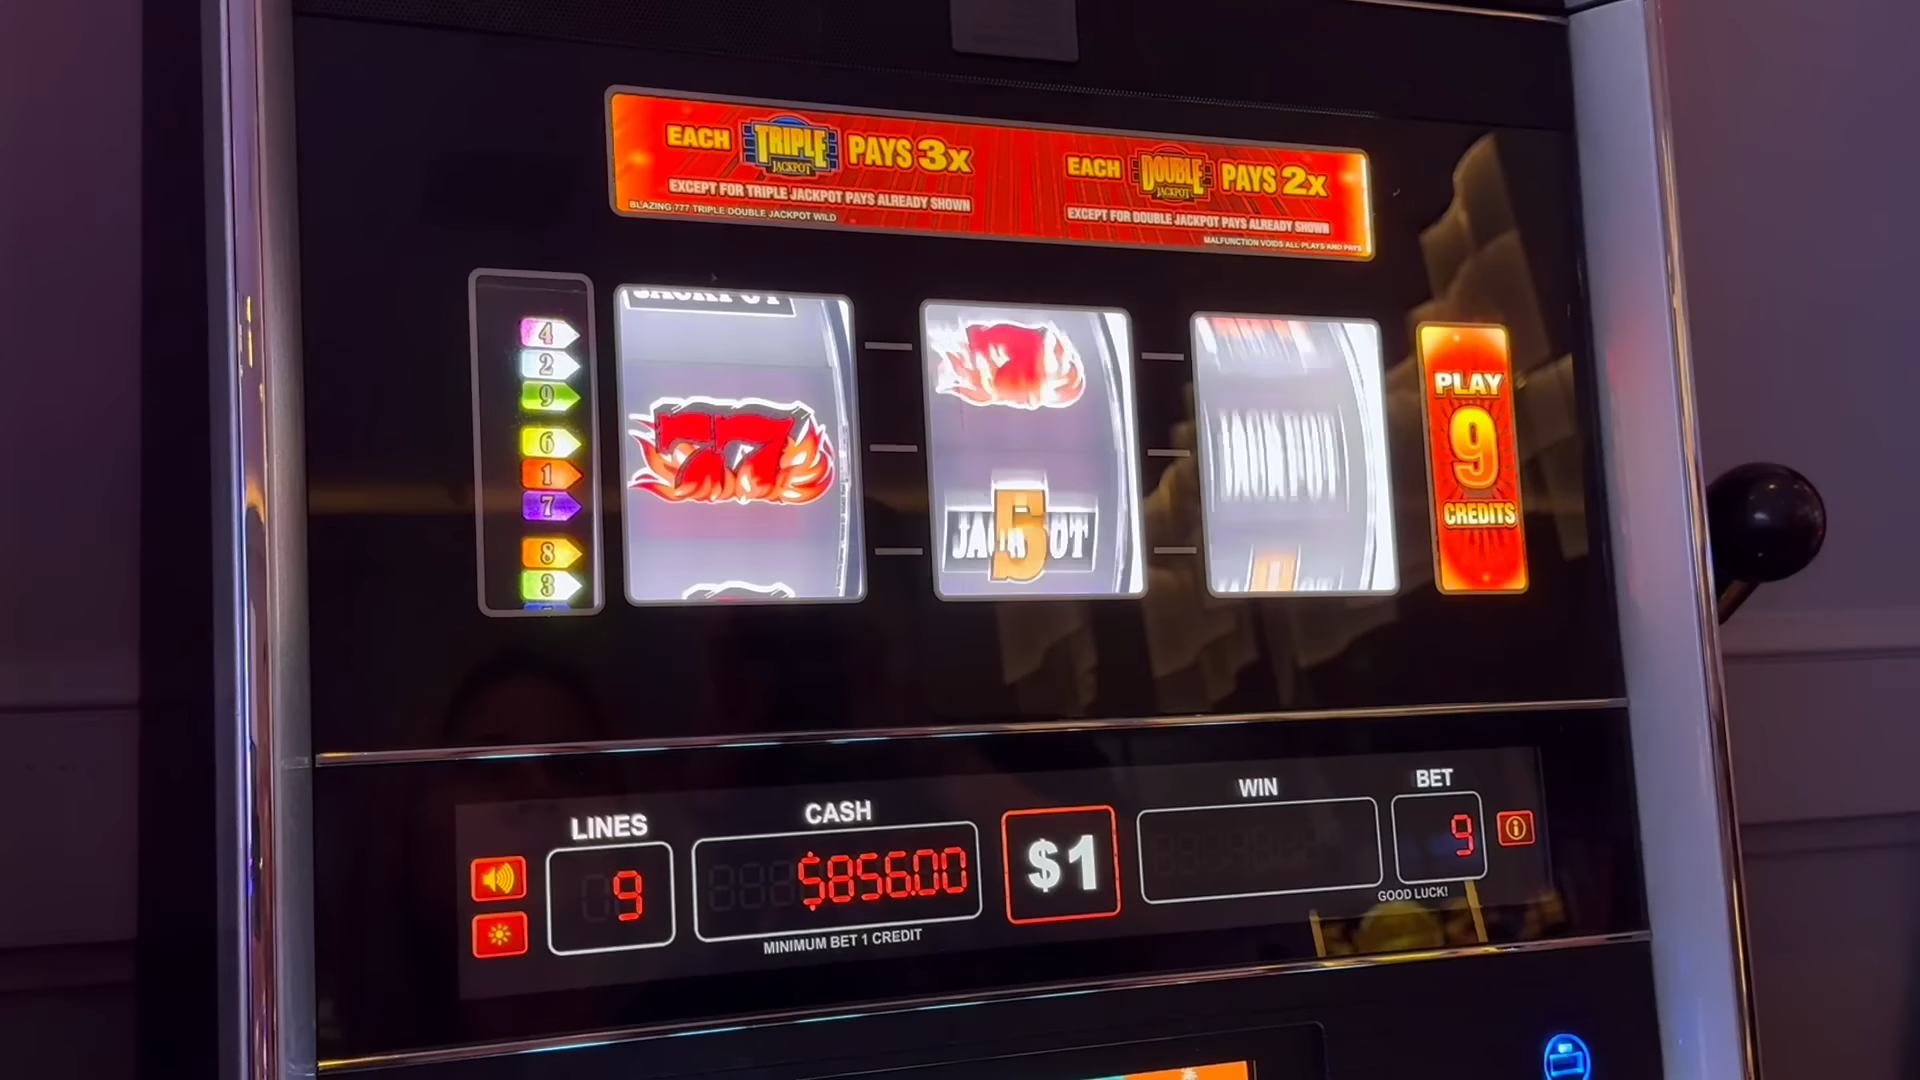 EACH TRIPLE JACKPOT PAYS 3x
EXCEPT FOR TRIPLE JACKPOT PAYS ALREADY SHOWN
BLAZING 777 TRIPLE DOUBLE JACKPOT WILD
EACH DOUBLE JACKPOT PAYS 2x
EXCEPT FOR DOUBLE JACKPOT PAYS ALREADY SHOWN
MALFUNCTION VOIDS ALL PLAYS AND PAYS
4
2
9
6
1
7
8
3
JACKPOT
77
7
5
JACKPOT
JACKPOT
PLAY
9
CREDITS
LINES
9
CASH
$856.00
MINIMUM BET 1 CREDIT
$1
WIN
BET
9
GOOD LUCK!